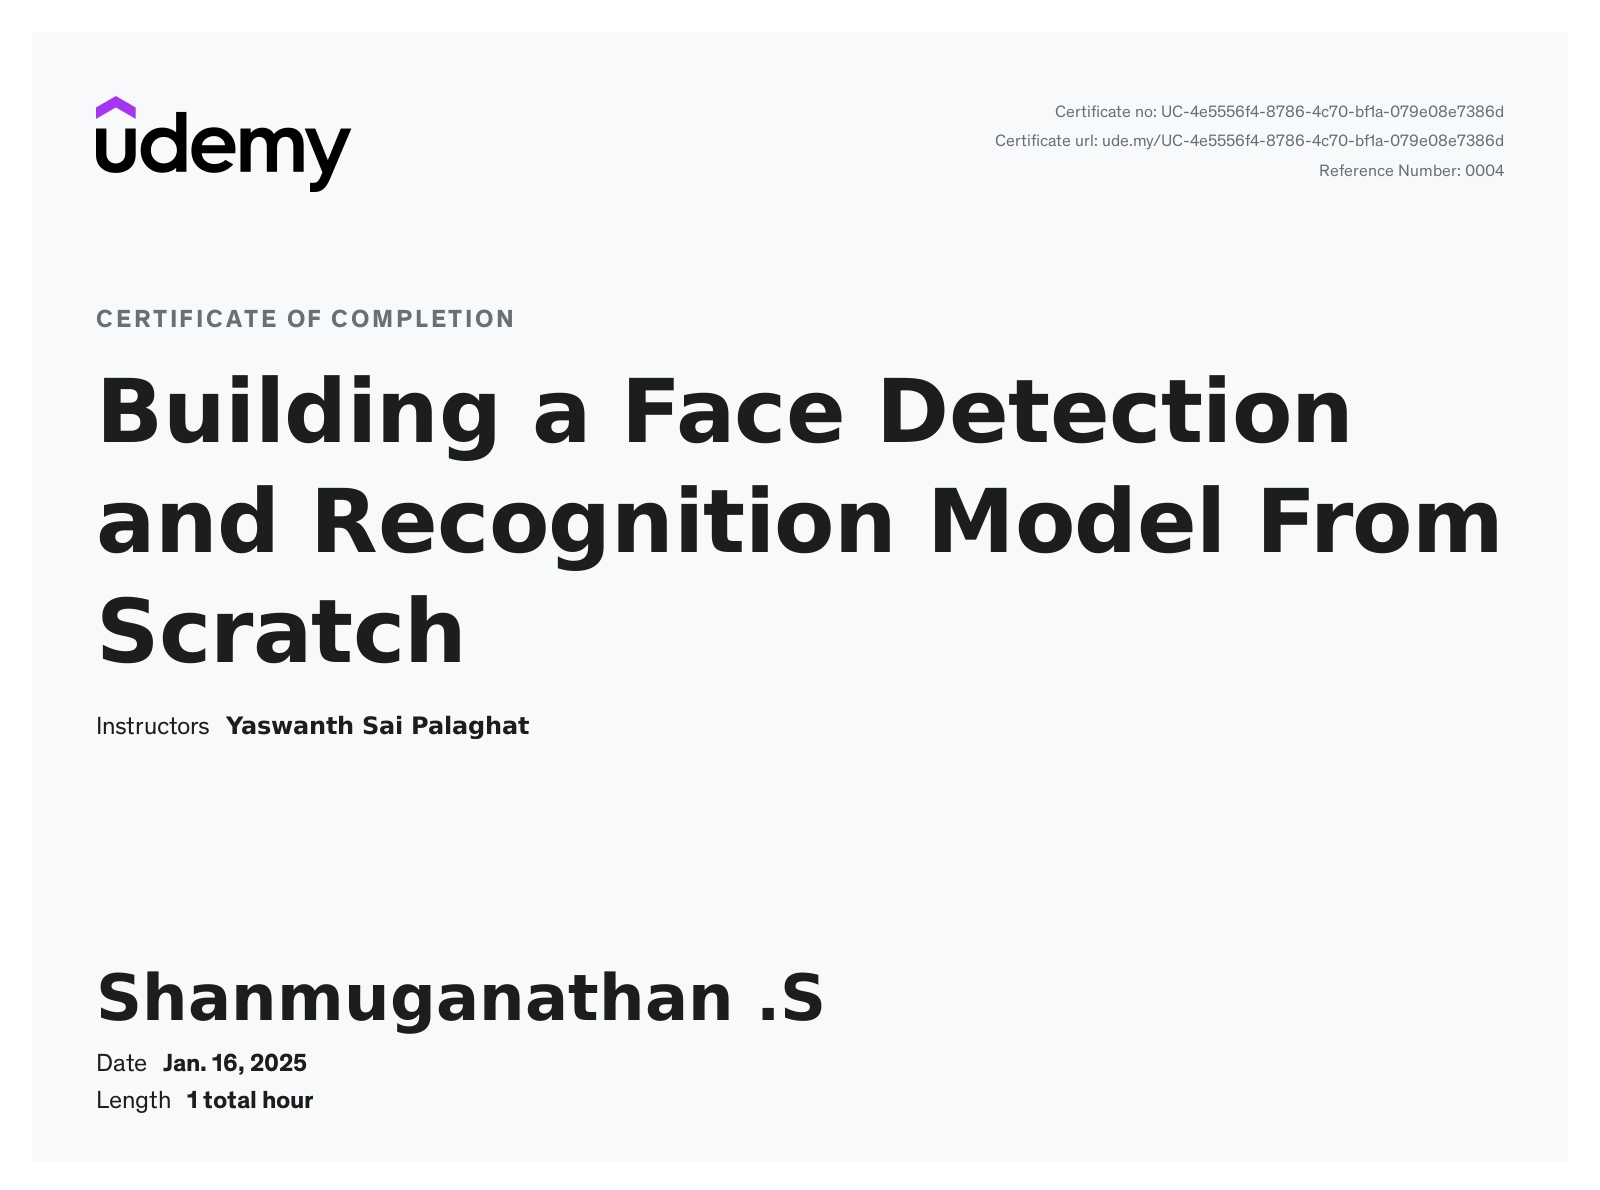 udemy
Certificate no: UC-4e5556f4-8786-4c70-bf1a-079e08e7386d
Certificate url: ude.my/UC-4e5556f4-8786-4c70-bf1a-079e08e7386d
Reference Number: 0004
CERTIFICATE OF COMPLETION
Building a Face Detection
and Recognition Model From
Scratch
Instructors Yaswanth Sai Palaghat
Shanmuganathan .S
Date Jan. 16, 2025
Length 1 total hour